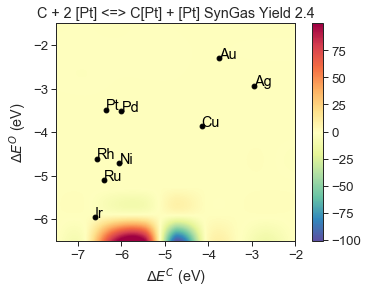 C + 2 [Pt] <=> C[Pt] + [Pt] SynGas Yield 2.4
−2
−3
−4
−5
−6
ΔE^O (eV)
Au
Ag
Pt
Pd
Cu
Rh
Ni
Ru
Ir
−7
−6
−5
−4
−3
−2
ΔE^C (eV)
75
50
25
0
−25
−50
−75
−100